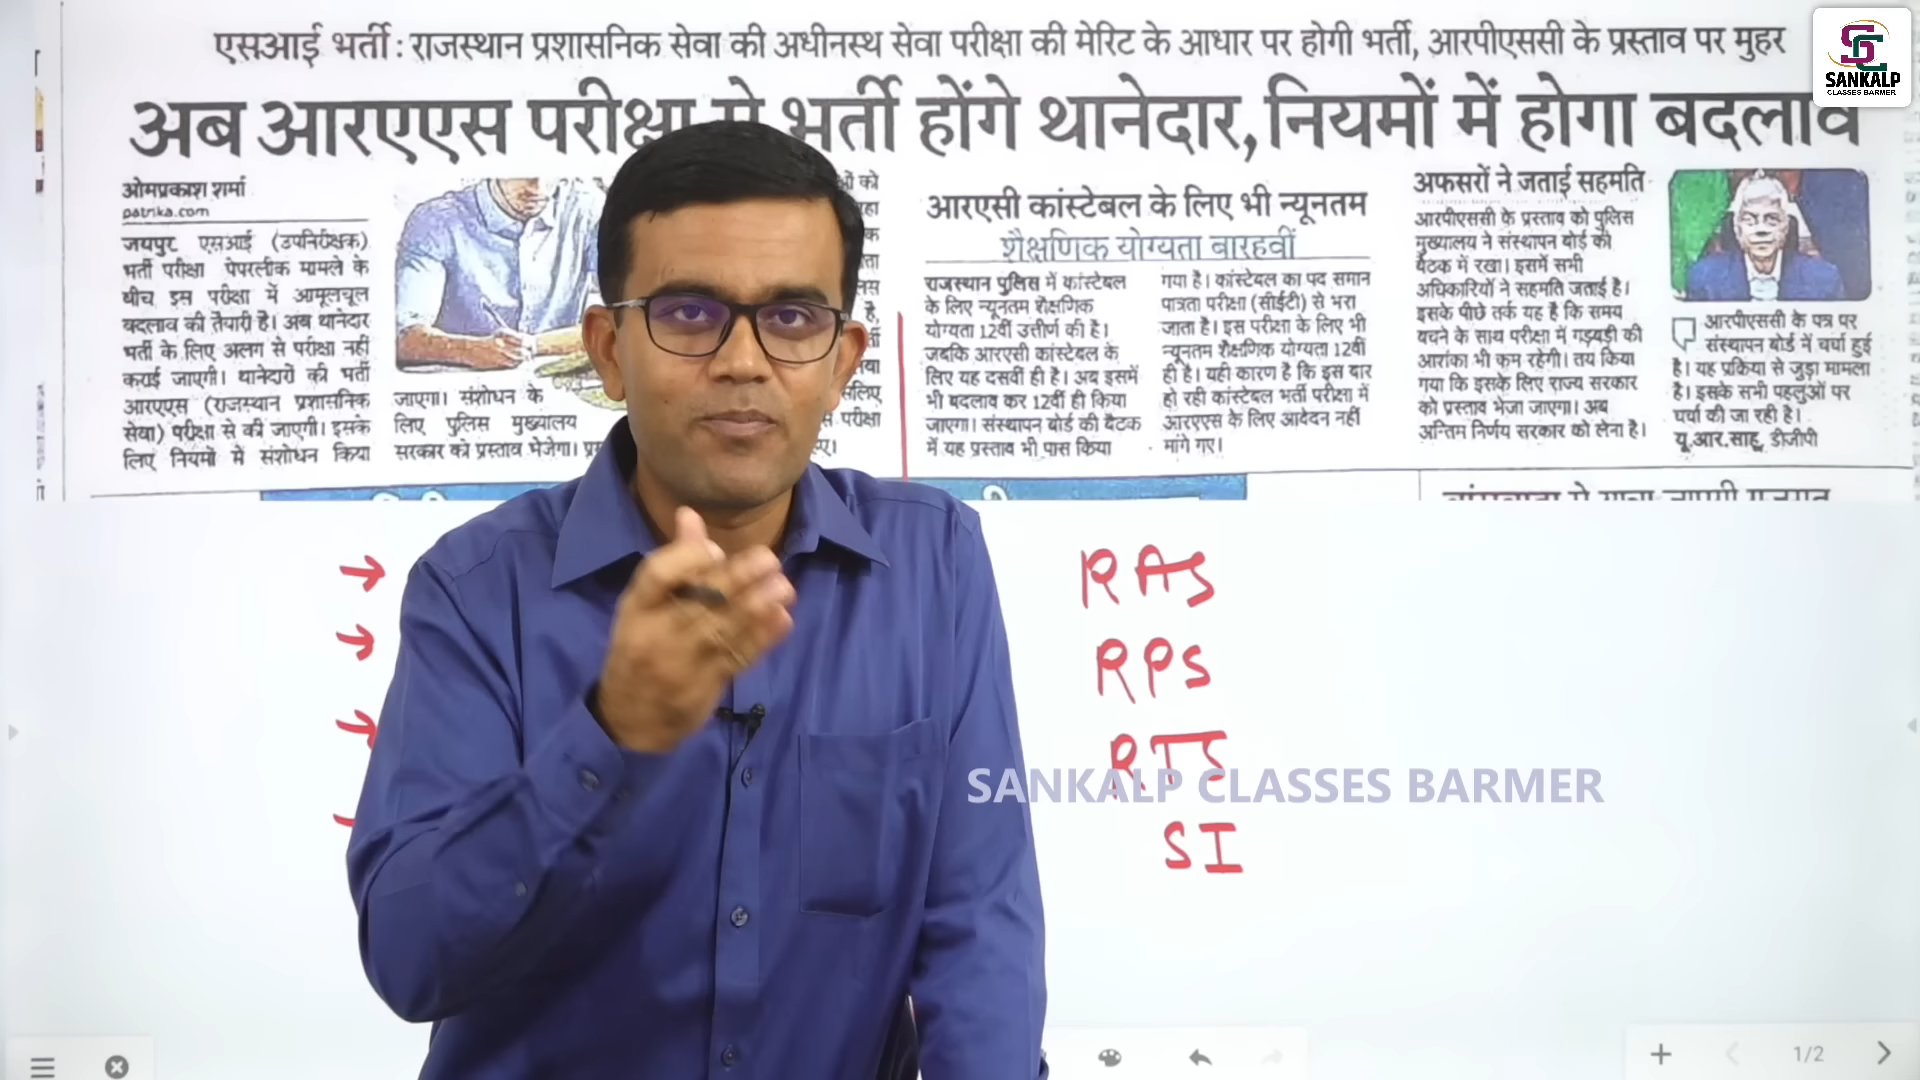 एसआई भर्ती : राजस्थान प्रशासनिक सेवा की अधीनस्थ सेवा परीक्षा की मेरिट के आधार पर होगी भर्ती, आरपीएससी के प्रस्ताव पर मुहर
SANKALP
CLASSES BARMER
अब आरएएस परीक्षा से भर्ती होंगे थानेदार, नियमों में होगा बदलाव
ओमप्रकाश शर्मा
patrika.com
जयपुर एसआई (उपनिरीक्षक)
भर्ती परीक्षा पेपरलीक मामले के
बीच इस परीक्षा में आमूलचूल
बदलाव की तैयारी है। अब थानेदार
भर्ती के लिए अलग से परीक्षा नहीं
कराई जाएगी। थानेदारों की भर्ती
आरएएस (राजस्थान प्रशासनिक
सेवा) परीक्षा से की जाएगी। इसके
लिए नियमों में संशोधन किया
जाएगा। संशोधन के
लिए पुलिस मुख्यालय
सरकार को प्रस्ताव भेजेगा।
को
परीक्षा
आरएसी कांस्टेबल के लिए भी न्यूनतम
शैक्षणिक योग्यता बारहवीं
राजस्थान पुलिस में कांस्टेबल
के लिए न्यूनतम शैक्षणिक
योग्यता 12वीं उत्तीर्ण की है।
जबकि आरएसी कांस्टेबल के
लिए यह दसवीं ही है। अब इसमें
भी बदलाव कर 12वीं ही किया
जाएगा। संस्थापन बोर्ड की बैठक
में यह प्रस्ताव भी पास किया
गया है। कांस्टेबल का पद समान
पात्रता परीक्षा (सीईटी) से भरा
जाता है। इस परीक्षा के लिए भी
न्यूनतम शैक्षणिक योग्यता 12वीं
ही है। यही कारण है कि इस बार
हो रही कांस्टेबल भर्ती परीक्षा में
आरएएस के लिए आवेदन नहीं
मांगे गए।
अफसरों ने जताई सहमति
आरपीएससी के प्रस्ताव को पुलिस
मुख्यालय ने संस्थापन बोर्ड की
बैठक में रखा। इसमें सभी
अधिकारियों ने सहमति जताई है।
इसके पीछे तर्क यह है कि समय
बचने के साथ परीक्षा में गड़बड़ी की
आशंका भी कम रहेगी। तय किया
गया कि इसके लिए राज्य सरकार
को प्रस्ताव भेजा जाएगा। अब
अन्तिम निर्णय सरकार को लेना है।
आरपीएससी के पत्र पर
संस्थापन बोर्ड में चर्चा हुई
है। यह प्रक्रिया से जुड़ा मामला
है। इसके सभी पहलुओं पर
चर्चा की जा रही है।
यू.आर.साहू, डीजीपी
RAS
RPS
RTS
SANKALP CLASSES BARMER
SI
1/2